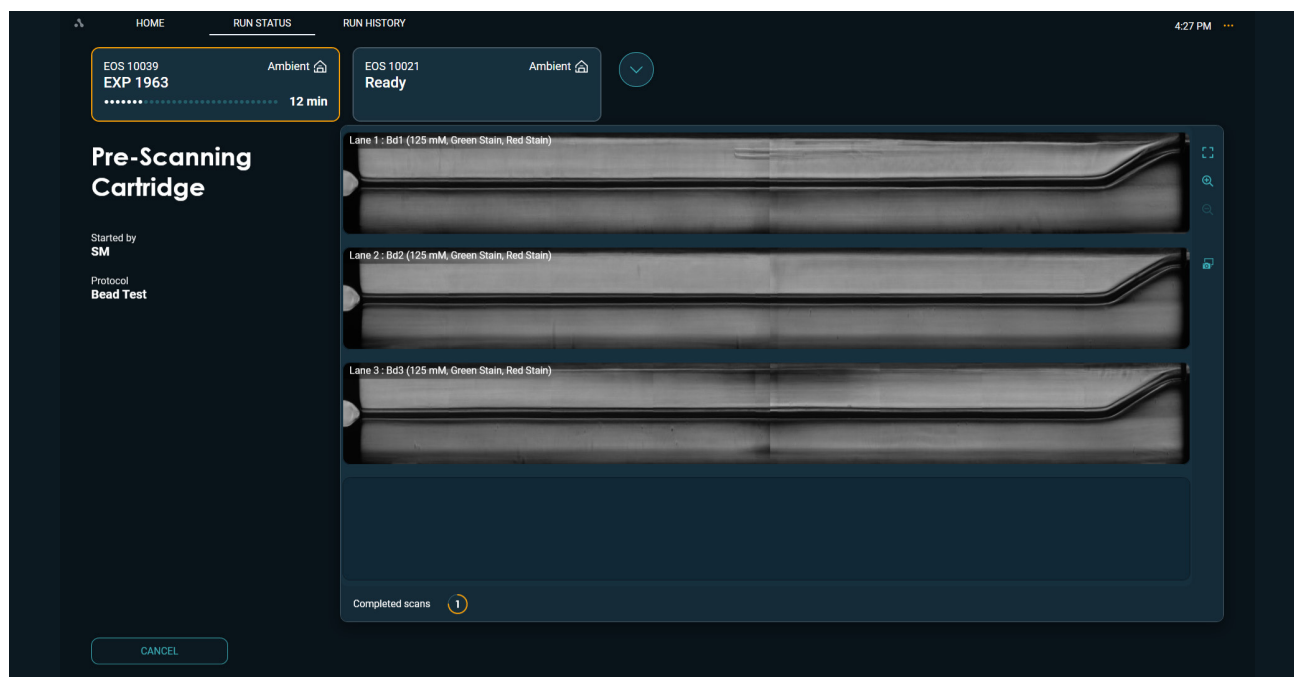 HOME RUN STATUS RUN HISTORY 4:27 PM
EOS 10039 Ambient
EXP 1963
12 min
EOS 10021 Ambient
Ready
Pre-Scanning
Cartridge
Started by
SM
Protocol
Bead Test
Lane 1 : Bd1 (125 mM, Green Stain, Red Stain)
Lane 2 : Bd2 (125 mM, Green Stain, Red Stain)
Lane 3 : Bd3 (125 mM, Green Stain, Red Stain)
Completed scans 1
CANCEL